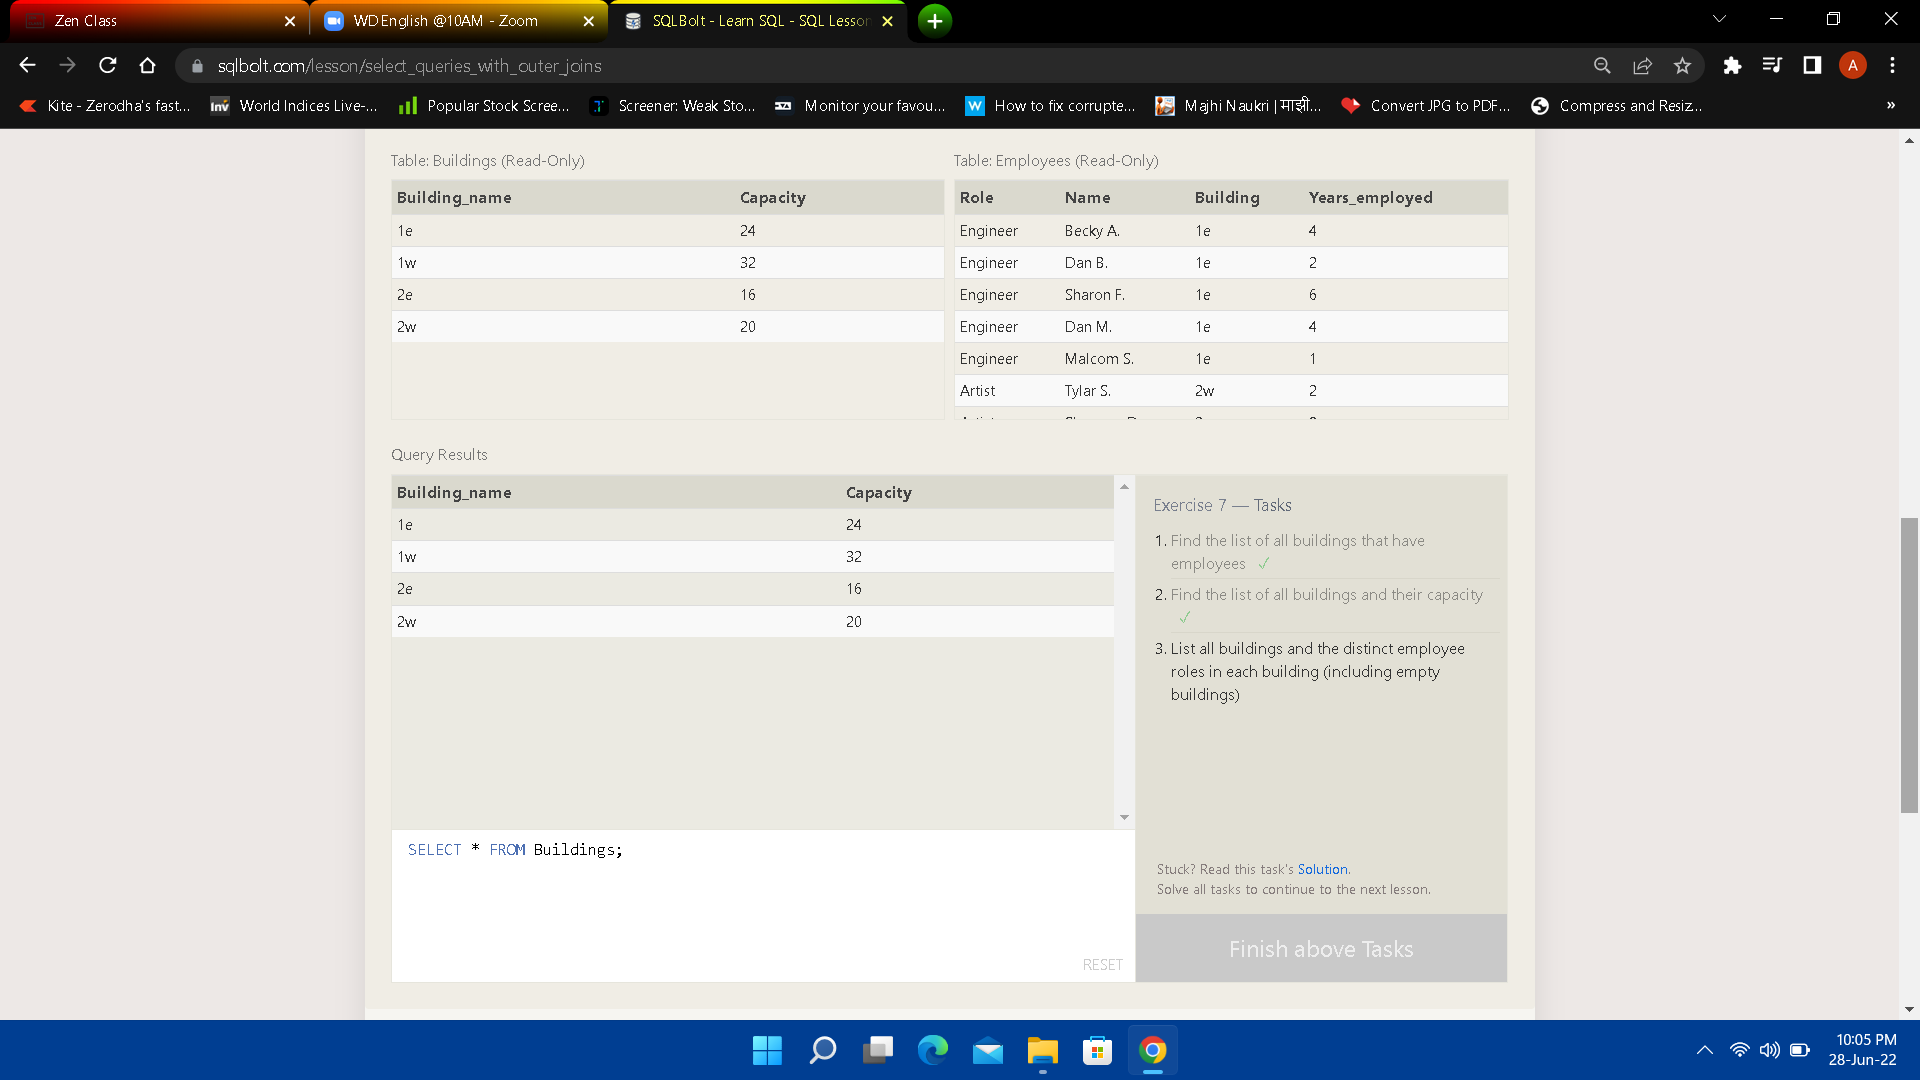 Zen Class
WD English @10AM - Zoom
SQLBolt - Learn SQL - SQL Lesson
sqlbolt.com/lesson/select_queries_with_outer_joins
A
Kite - Zerodha's fast...
World Indices Live-...
Popular Stock Scree...
Screener: Weak Sto...
Monitor your favou...
How to fix corrupte...
Majhi Naukri | माझी...
Convert JPG to PDF...
Compress and Resiz...
»
Table: Buildings (Read-Only)
Building_name Capacity
1e 24
1w 32
2e 16
2w 20
Table: Employees (Read-Only)
Role Name Building Years_employed
Engineer Becky A. 1e 4
Engineer Dan B. 1e 2
Engineer Sharon F. 1e 6
Engineer Dan M. 1e 4
Engineer Malcom S. 1e 1
Artist Tylar S. 2w 2
Query Results
Building_name Capacity
1e 24
1w 32
2e 16
2w 20
Exercise 7 — Tasks
1. Find the list of all buildings that have
employees ✓
2. Find the list of all buildings and their capacity
✓
3. List all buildings and the distinct employee
roles in each building (including empty
buildings)
SELECT * FROM Buildings;
RESET
Stuck? Read this task's Solution.
Solve all tasks to continue to the next lesson.
Finish above Tasks
10:05 PM
28-Jun-22